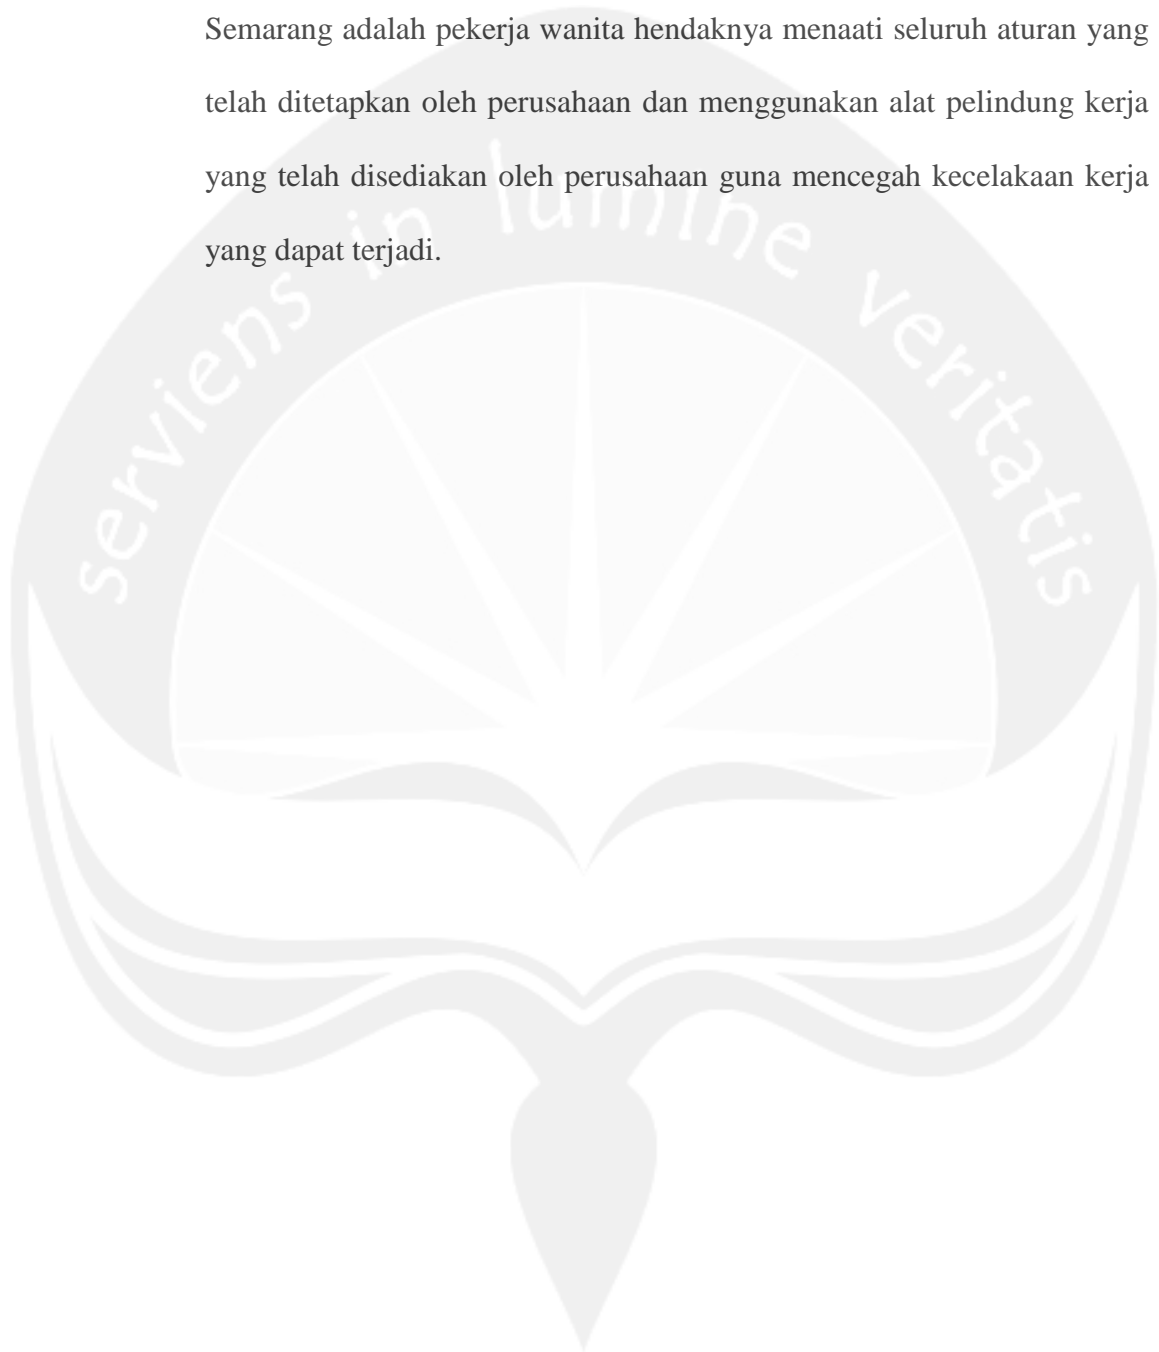 Semarang adalah pekerja wanita hendaknya menaati seluruh aturan yang
telah ditetapkan oleh perusahaan dan menggunakan alat pelindung kerja
yang telah disediakan oleh perusahaan guna mencegah kecelakaan kerja
yang dapat terjadi.
serviens in lumine veritatis